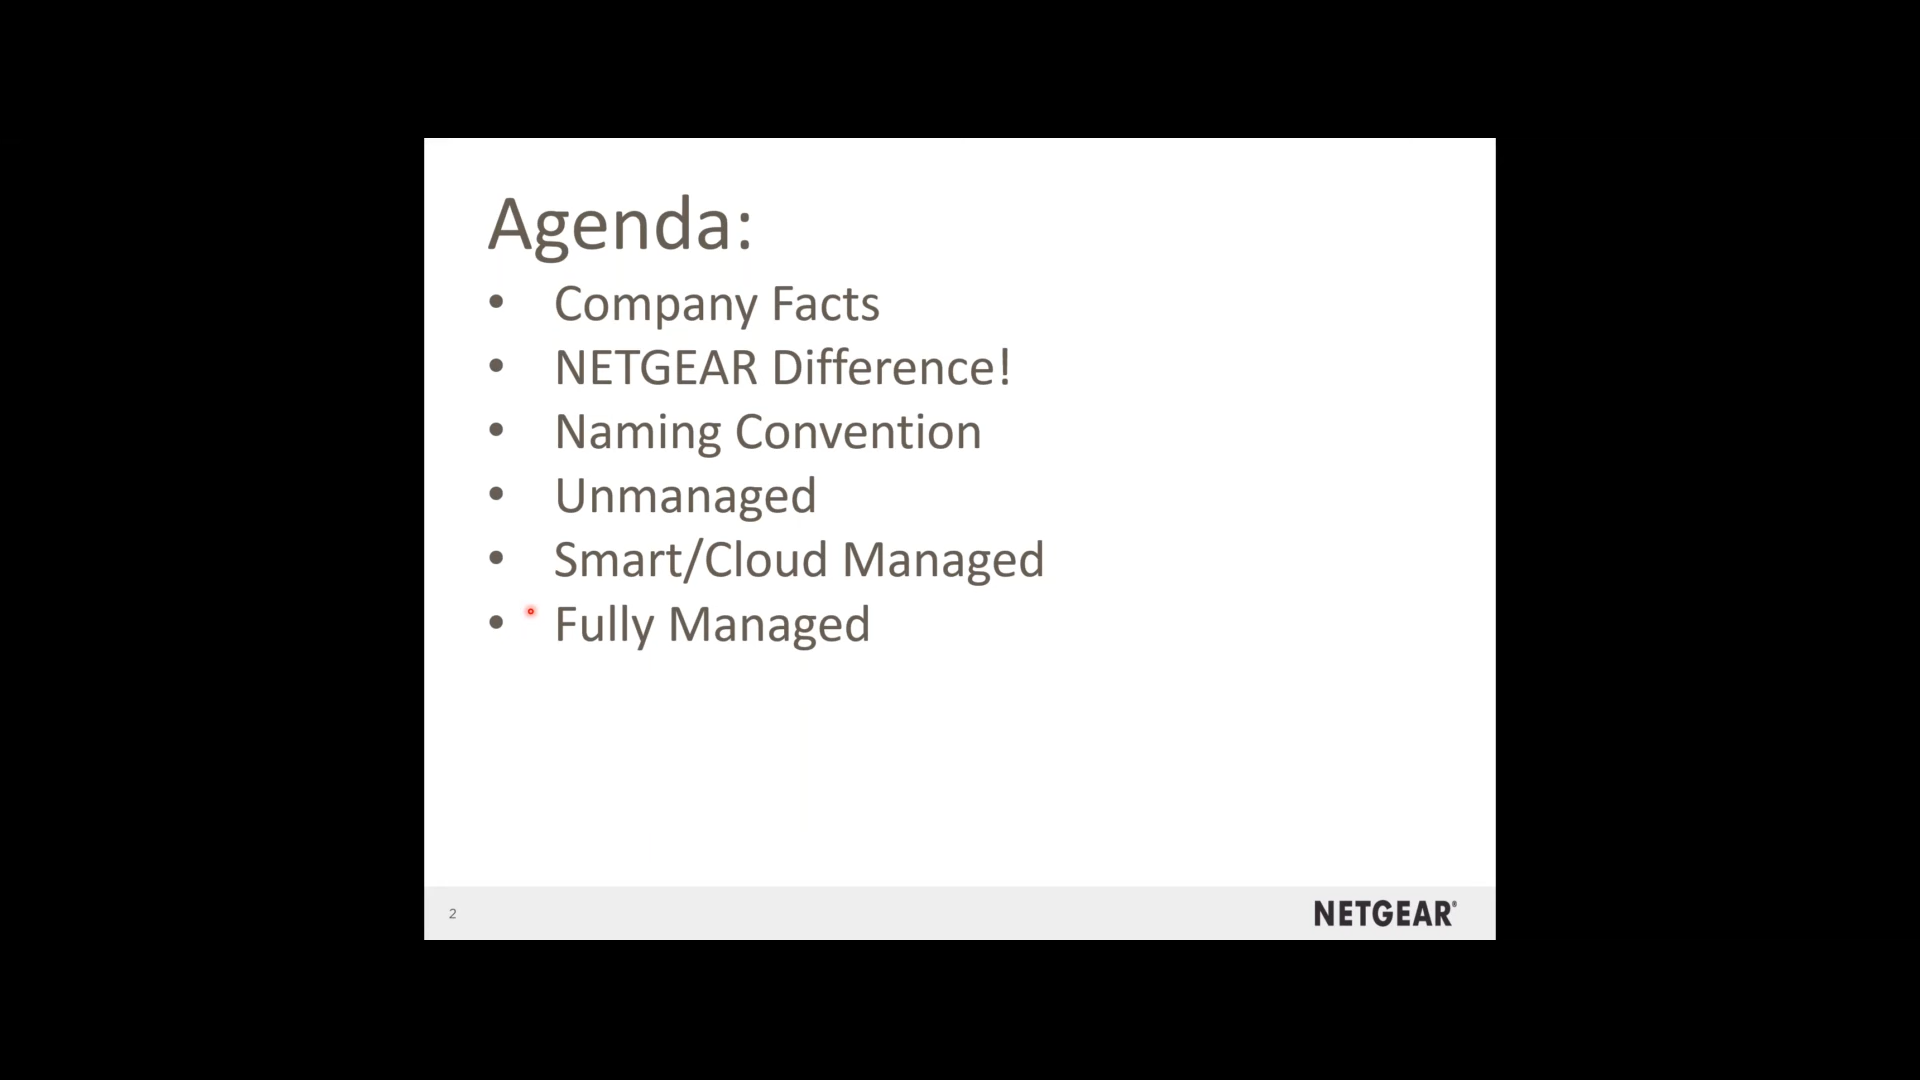 Agenda:
• Company Facts
• NETGEAR Difference!
• Naming Convention
• Unmanaged
• Smart/Cloud Managed
• Fully Managed
2
NETGEAR®